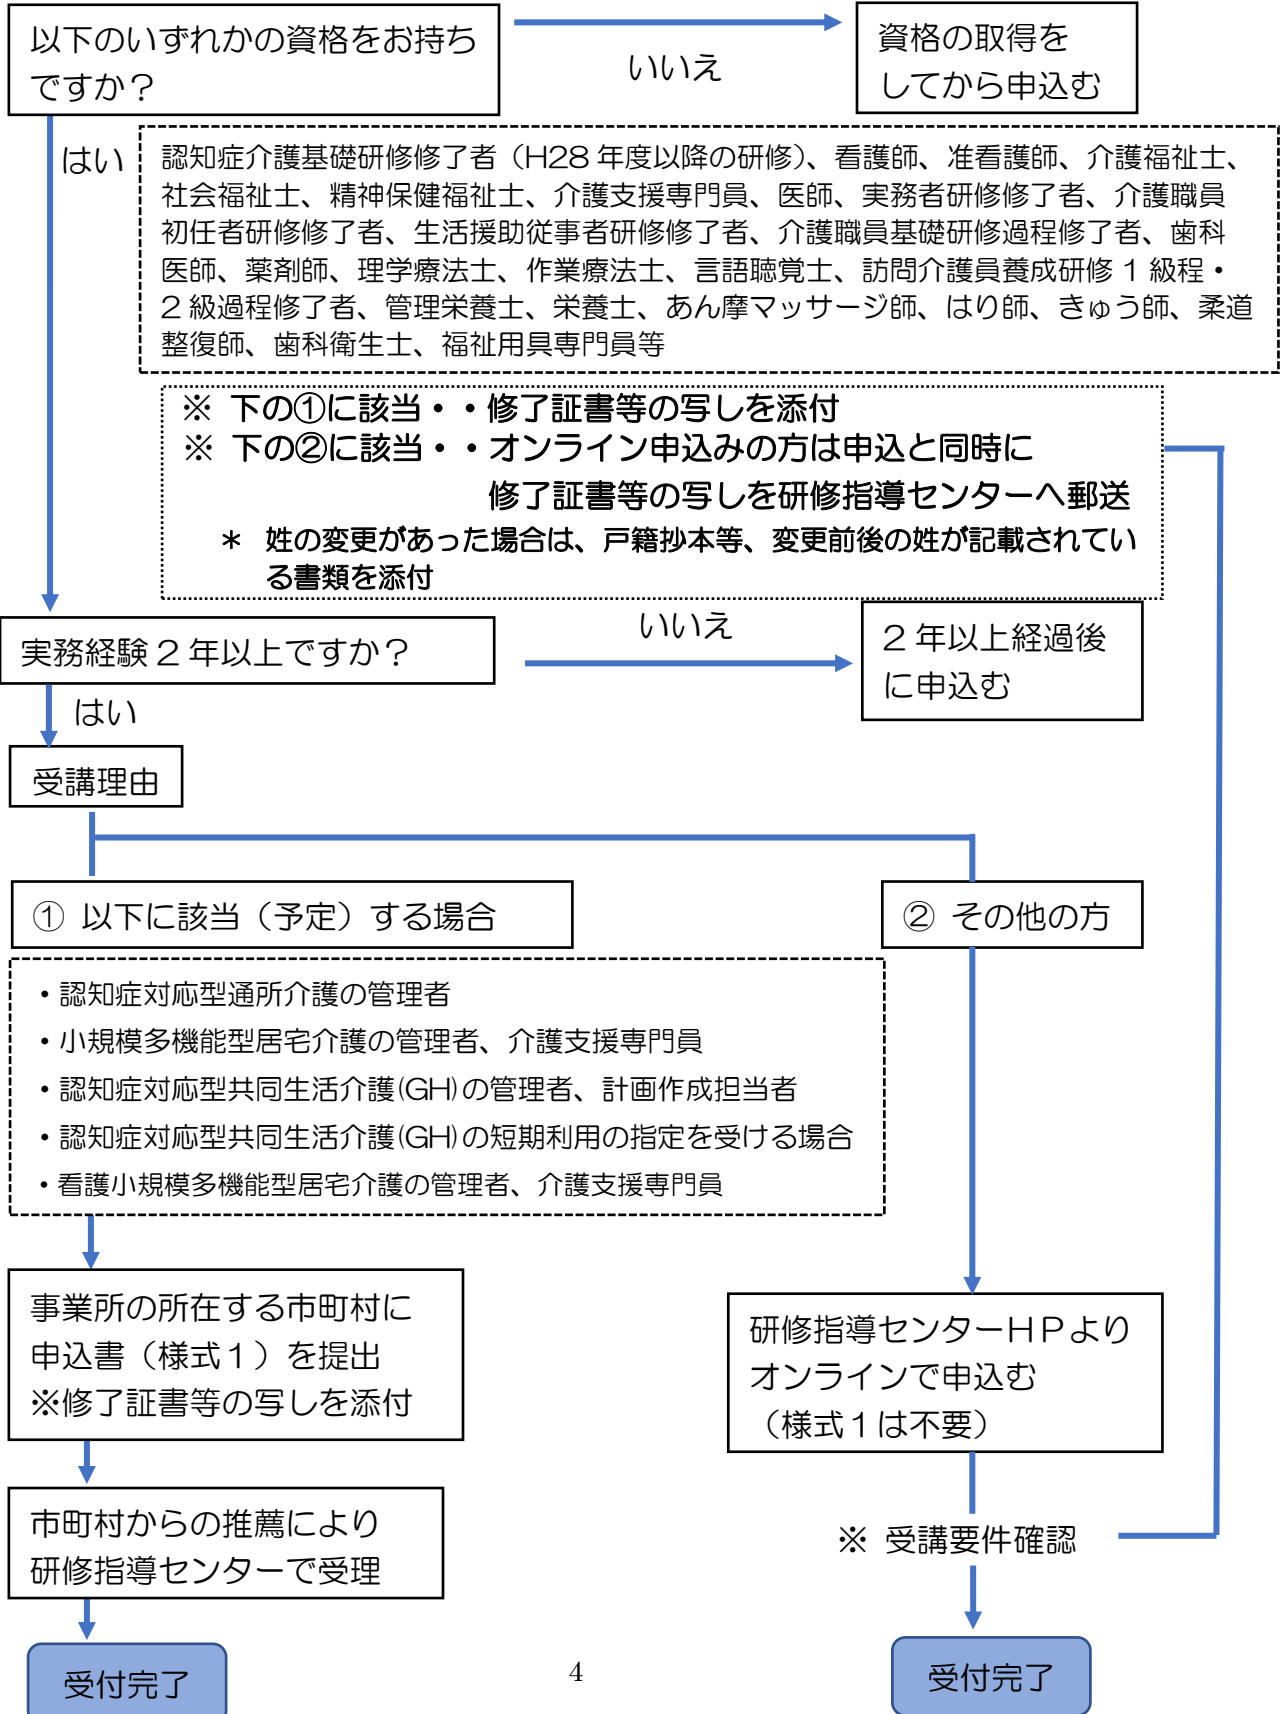 以下のいずれかの資格をお持ち
ですか？
いいえ
資格の取得を
してから申込む
はい
認知症介護基礎研修修了者（H28年度以降の研修）、看護師、准看護師、介護福祉士、
社会福祉士、精神保健福祉士、介護支援専門員、医師、実務者研修修了者、介護職員
初任者研修修了者、生活援助従事者研修修了者、介護職員基礎研修過程修了者、歯科
医師、薬剤師、理学療法士、作業療法士、言語聴覚士、訪問介護員養成研修1級程・
2級過程修了者、管理栄養士、栄養士、あん摩マッサージ師、はり師、きゅう師、柔道
整復師、歯科衛生士、福祉用具専門員等
※ 下の①に該当・・修了証書等の写しを添付
※ 下の②に該当・・オンライン申込みの方は申込と同時に
修了証書等の写しを研修指導センターへ郵送
＊ 姓の変更があった場合は、戸籍抄本等、変更前後の姓が記載されてい
る書類を添付
実務経験2年以上ですか？
いいえ
2年以上経過後
に申込む
はい
受講理由
① 以下に該当（予定）する場合
② その他の方
・認知症対応型通所介護の管理者
・小規模多機能型居宅介護の管理者、介護支援専門員
・認知症対応型共同生活介護(GH)の管理者、計画作成担当者
・認知症対応型共同生活介護(GH)の短期利用の指定を受ける場合
・看護小規模多機能型居宅介護の管理者、介護支援専門員
事業所の所在する市町村に
申込書（様式１）を提出
※修了証書等の写しを添付
研修指導センターＨＰより
オンラインで申込む
（様式１は不要）
市町村からの推薦により
研修指導センターで受理
※ 受講要件確認
受付完了
受付完了
4